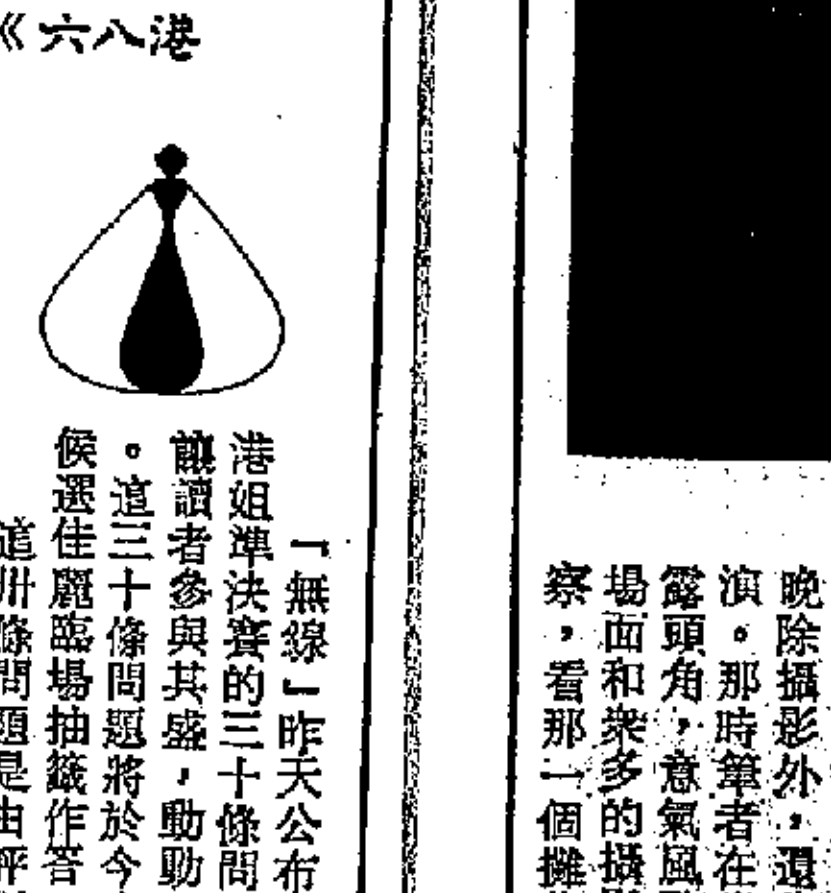 港八六《
晚除攝影外，還
演。那時筆者在
露頭角，意氣風
場面和衆多的攝
察，看那一個攤
『無線』昨天公布
港姐準決賽的三十條問
讀者參與其盛，動動
。這三十條問題將於今
候選佳麗臨場抽籤作答
這卅條問題是由評